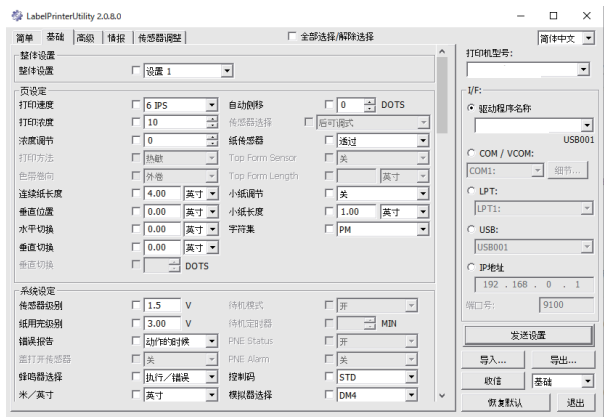 LabelPrinterUtility 2.0.8.0
简单 基础 高级 情报 传感器调整 全部选择/解除选择 简体中文
整体设置
整体设置 设置 1
页设定
打印速度 6 IPS 自动侧移 0 DOTS
打印浓度 10 传感器选择 后可调式
浓度调节 0 纸传感器 透过
打印方法 热敏 Top Form Sensor 关
色带卷向 外卷 Top Form Length 英寸
连续纸长度 4.00 英寸 小纸调节 关
垂直位置 0.00 英寸 小纸长度 1.00 英寸
水平切换 0.00 英寸 字符集 PM
垂直切换 0.00 英寸
垂直切换 DOTS
系统设定
传感器级别 1.5 V 待机模式 开
纸用完级别 3.00 V 待机定时器 MIN
错误报告 动作的时候 PNE Status 开
盖打开传感器 关 PNE Alarm 关
蜂鸣器选择 执行／错误 控制码 STD
米／英寸 英寸 模拟器选择 DM4
打印机型号:
I/F:
驱动程序名称
USB001
COM / VCOM:
COM1: 细节...
LPT:
LPT1:
USB:
USB001
IP地址
192 . 168 . 0 . 1
端口号: 9100
发送设置
导入... 导出...
收信 基础
恢复默认 退出